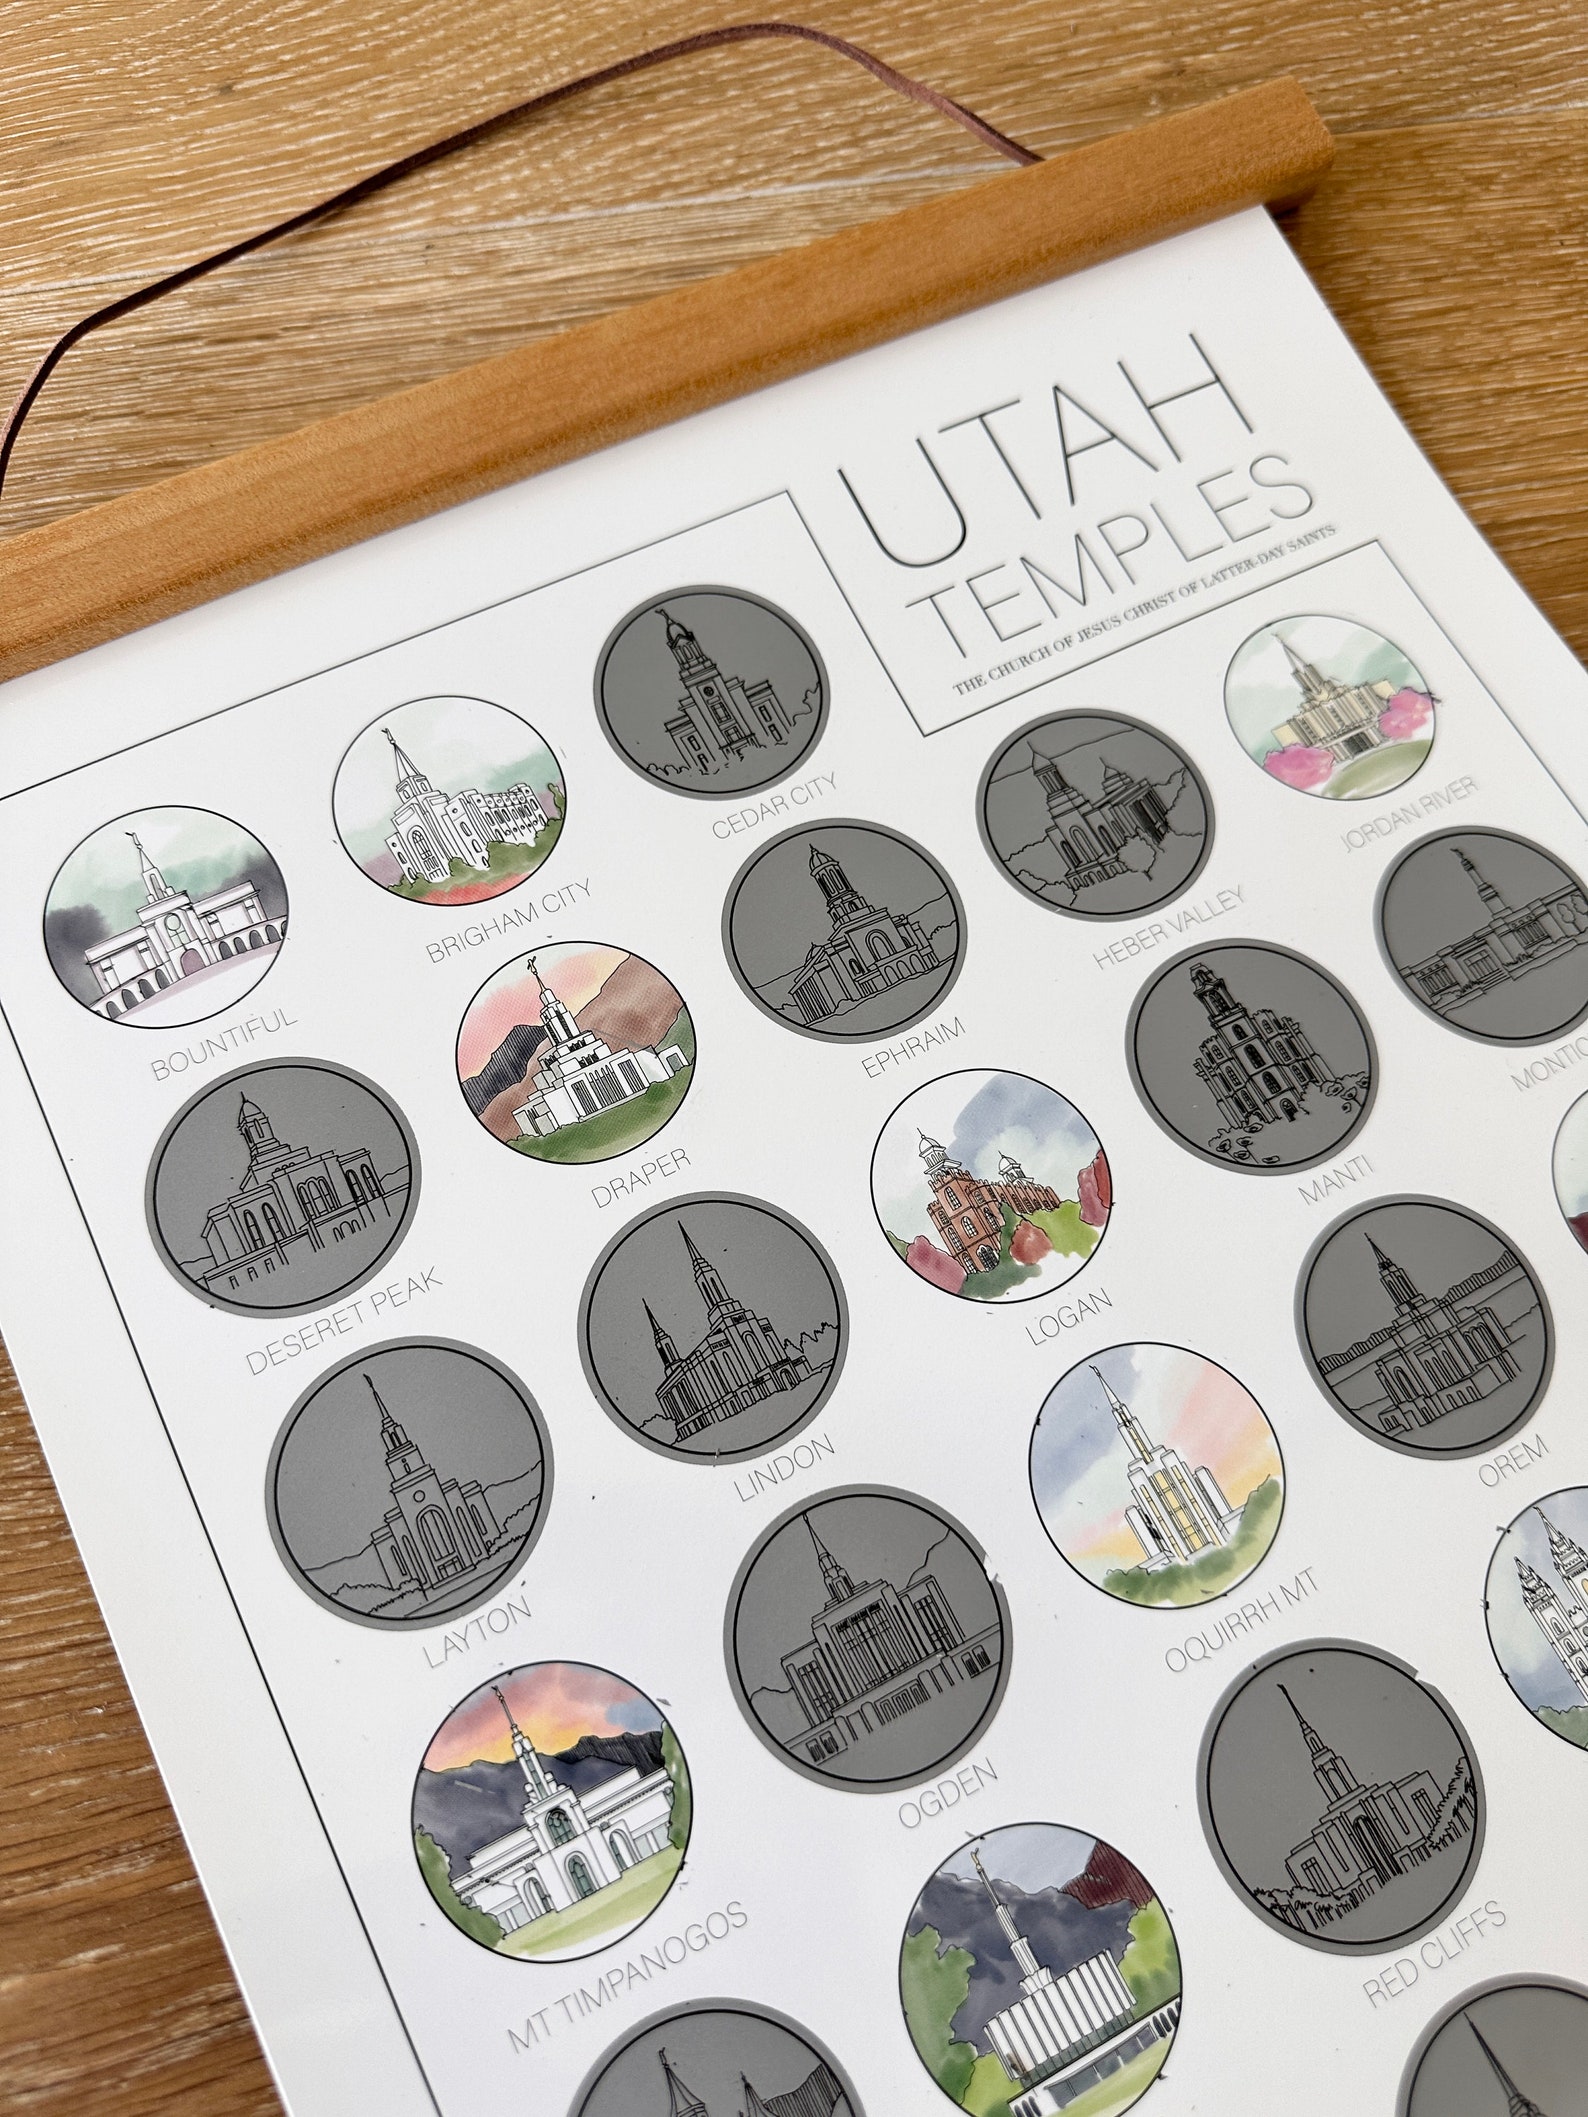 UTAH
TEMPLES
THE CHURCH OF JESUS CHRIST OF LATTER-DAY SAINTS
BOUNTIFUL
BRIGHAM CITY
CEDAR CITY
HEBER VALLEY
JORDAN RIVER
DESERET PEAK
DRAPER
EPHRAIM
MANTI
MONTIC
LAYTON
LINDON
LOGAN
OREM
MT TIMPANOGOS
OGDEN
OQUIRRH MT
RED CLIFFS